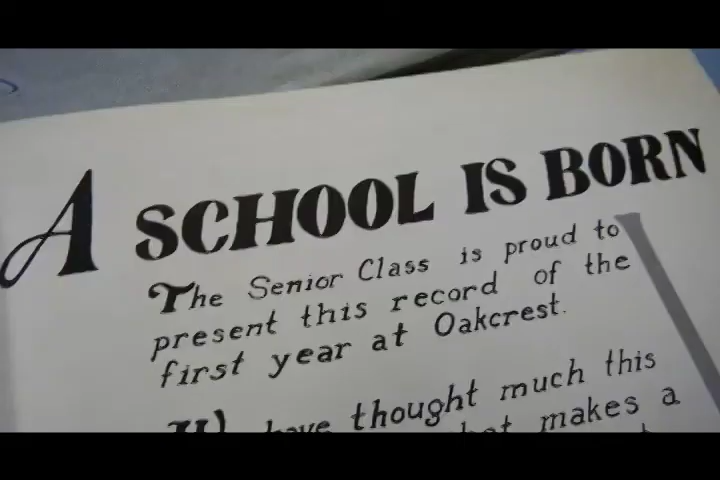 A SCHOOL IS BORN
The Senior Class is proud to
present this record of the
first year at Oakcrest.
have thought much this
makes a